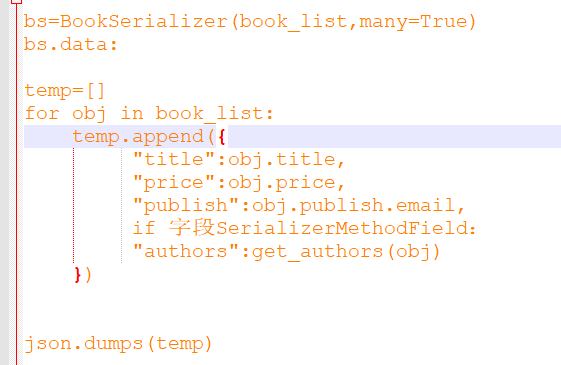 bs=BookSerializer(book_list,many=True)
bs.data:
temp=[]
for obj in book_list:
temp.append({
"title":obj.title,
"price":obj.price,
"publish":obj.publish.email,
if 字段SerializerMethodField:
"authors":get_authors(obj)
})
json.dumps(temp)